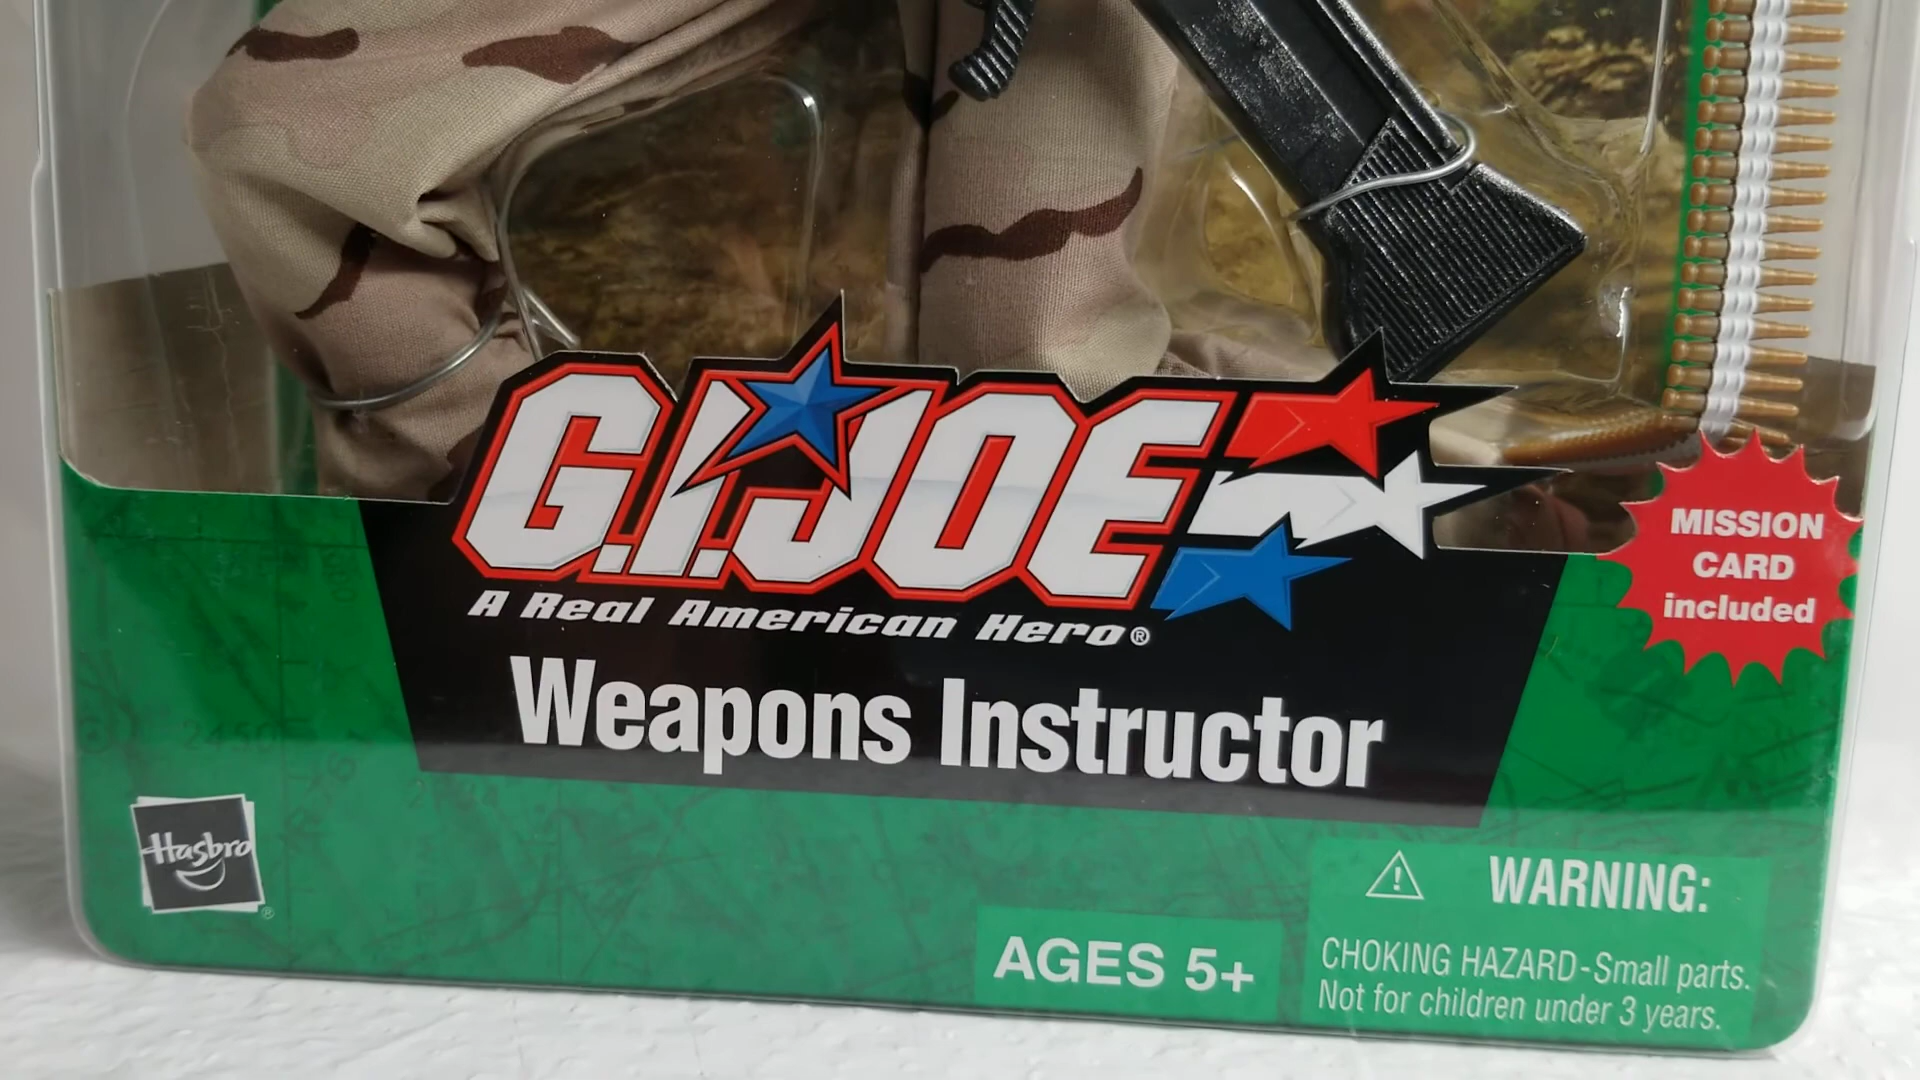 G.I. JOE
A Real American Hero®
Weapons Instructor
MISSION
CARD
included
Hasbro
®
AGES 5+
WARNING:
CHOKING HAZARD-Small parts.
Not for children under 3 years.